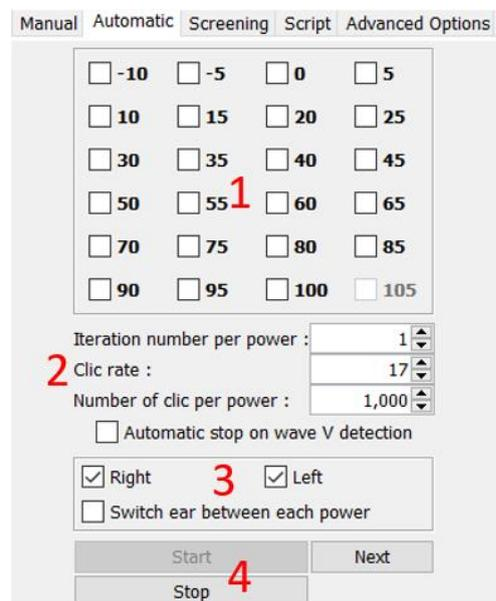 Manual Automatic Screening Script Advanced Options
-10 -5 0 5
10 15 20 25
30 35 40 45
50 55 1 60 65
70 75 80 85
90 95 100 105
Iteration number per power : 1
2 Clic rate : 17
Number of clic per power : 1,000
Automatic stop on wave V detection
Right 3 Left
Switch ear between each power
Start Next
Stop 4